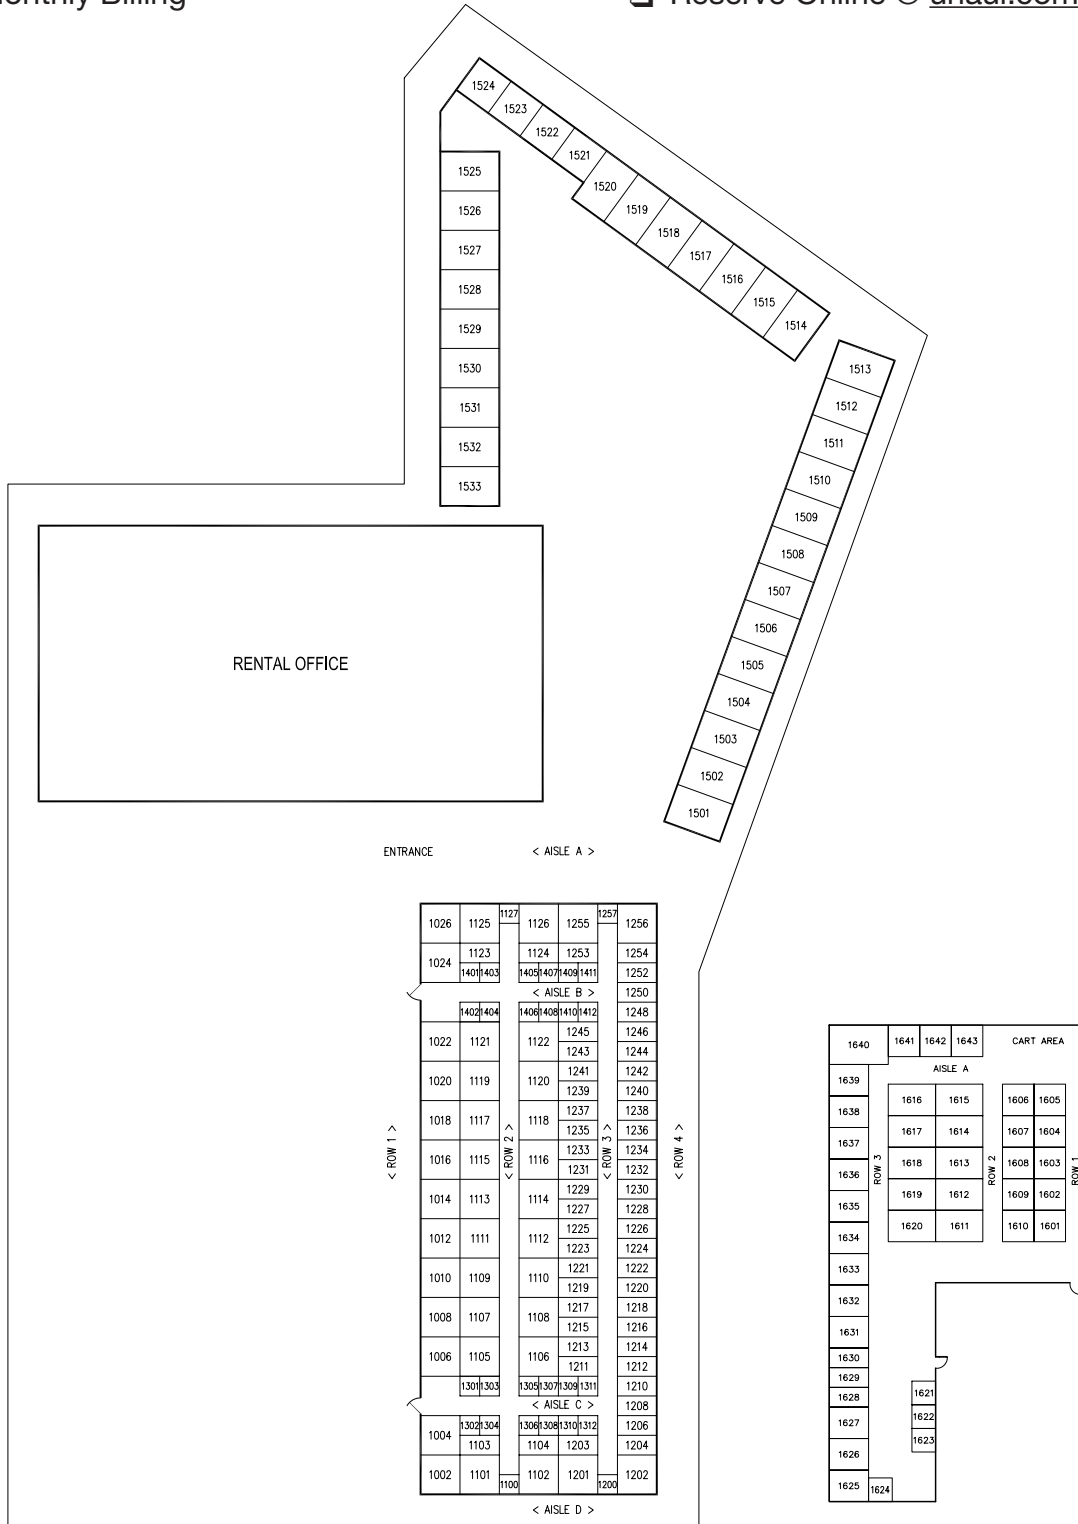 Monthly Billing
❑ Reserve Online @ uhaul.com
1524
1523
1522
1521
1520
1519
1518
1517
1516
1515
1514
1525
1526
1527
1528
1529
1530
1531
1532
1533
1513
1512
1511
1510
1509
1508
1507
1506
1505
1504
1503
1502
1501
RENTAL OFFICE
ENTRANCE < AISLE A >
1026 1125 1127 1126 1255 1257 1256
1123 1124 1253 1254
1024
1401 1403 1405 1407 1409 1411 1252
< AISLE B > 1250
1402 1404 1406 1408 1410 1412 1248
1022 1121 1122
1245 1246
1243 1244
1020 1119 1120
1241 1242
1239 1240
1018 1117 1118
1237 1238
1235 1236
1016 1115 1116
1233 1234
1231 1232
1014 1113 1114
1229 1230
1227 1228
1012 1111 1112
1225 1226
1223 1224
1010 1109 1110
1221 1222
1219 1220
1008 1107 1108
1217 1218
1215 1216
1006 1105 1106
1213 1214
1211 1212
1301 1303 1305 1307 1309 1311 1210
< AISLE C > 1208
1004
1302 1304 1306 1308 1310 1312 1206
1103 1104 1203 1204
1002 1101 1100 1102 1201 1200 1202
< AISLE D >
< ROW 1 >
< ROW 2 >
< ROW 3 >
< ROW 4 >
1640 1641 1642 1643 CART AREA
AISLE A
1639
1638
1637
1636
1635
1634
1633
1632
1631
1630
1629
1628
1627
1626
1625 1624
ROW 3
1616 1615
1617 1614
1618 1613
1619 1612
1620 1611
ROW 2
1606 1605
1607 1604
1608 1603
1609 1602
1610 1601
ROW 1
1621
1622
1623